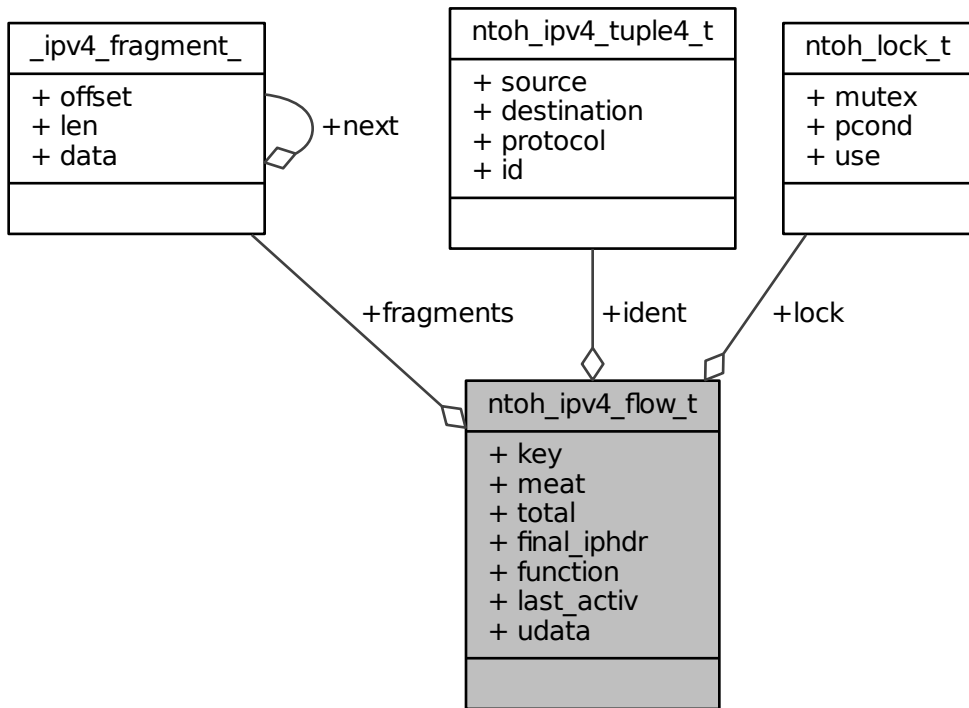 _ipv4_fragment_
+ offset
+ len
+ data
+next
ntoh_ipv4_tuple4_t
+ source
+ destination
+ protocol
+ id
ntoh_lock_t
+ mutex
+ pcond
+ use
+fragments
+ident
+lock
ntoh_ipv4_flow_t
+ key
+ meat
+ total
+ final_iphdr
+ function
+ last_activ
+ udata